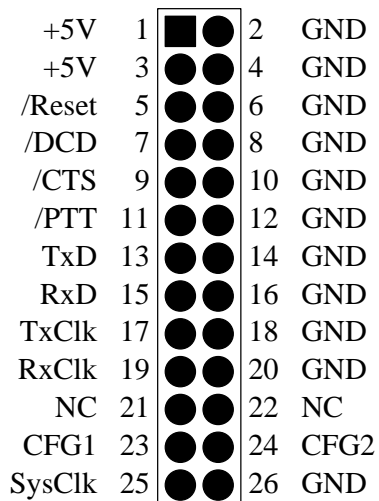 +5V 1 2 GND
+5V 3 4 GND
/Reset 5 6 GND
/DCD 7 8 GND
/CTS 9 10 GND
/PTT 11 12 GND
TxD 13 14 GND
RxD 15 16 GND
TxClk 17 18 GND
RxClk 19 20 GND
NC 21 22 NC
CFG1 23 24 CFG2
SysClk 25 26 GND